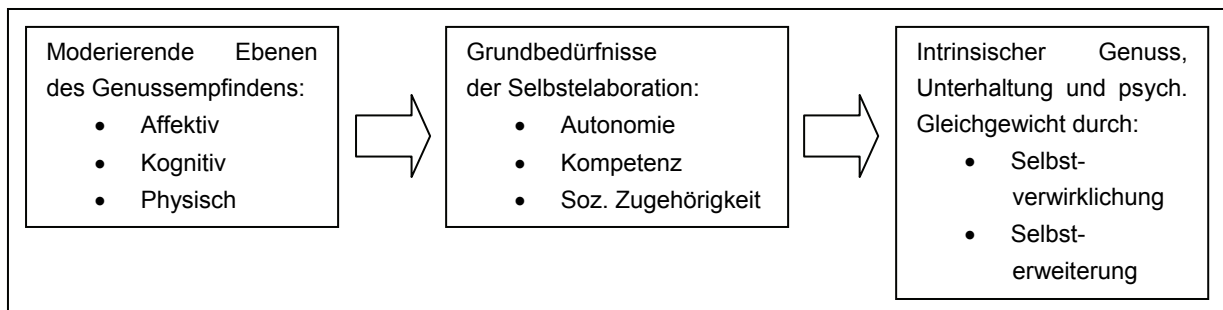 Moderierende Ebenen
des Genussempfindens:
• Affektiv
• Kognitiv
• Physisch
Grundbedürfnisse
der Selbstelaboration:
• Autonomie
• Kompetenz
• Soz. Zugehörigkeit
Intrinsischer Genuss,
Unterhaltung und psych.
Gleichgewicht durch:
• Selbst-
verwirklichung
• Selbst-
erweiterung